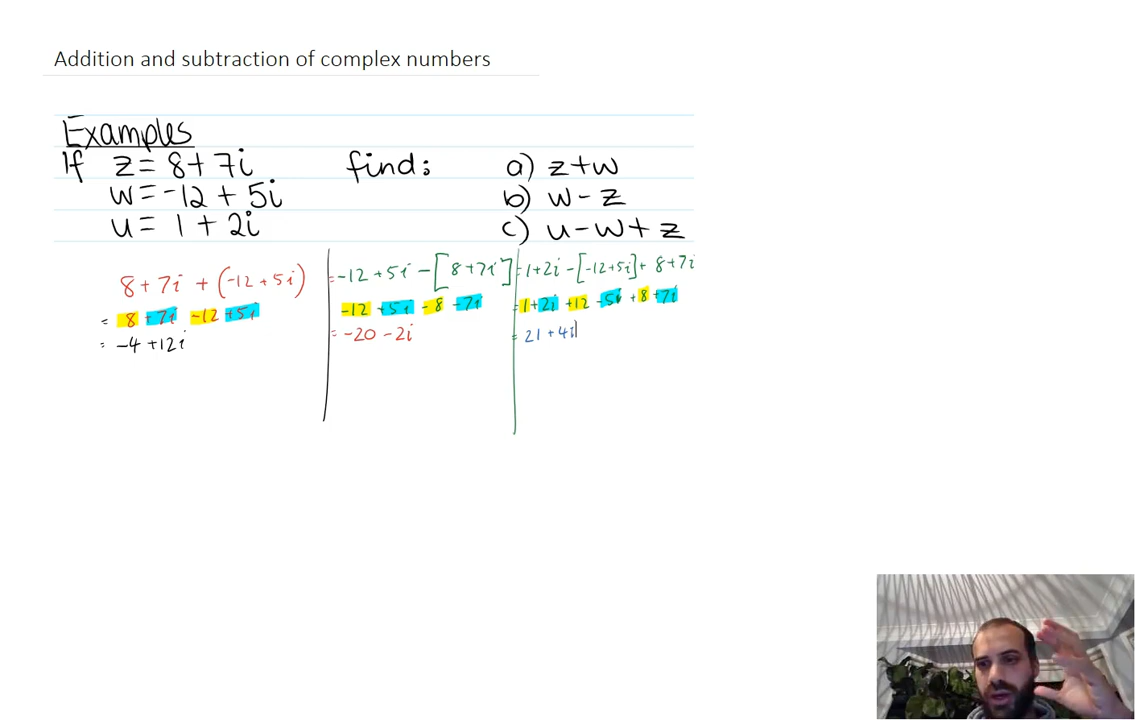 Addition and subtraction of complex numbers
Examples
If z = 8 + 7i find: a) z + w
w = -12 + 5i b) w - z
u = 1 + 2i c) u - w + z
8 + 7i + (-12 + 5i)
= 8 + 7i - 12 + 5i
= -4 + 12i
= -12 + 5i - [8 + 7i]
-12 + 5i - 8 - 7i
= -20 - 2i
= 1 + 2i - [-12 + 5i] + 8 + 7i
= 1 + 2i + 12 - 5i + 8 + 7i
= 21 + 4i